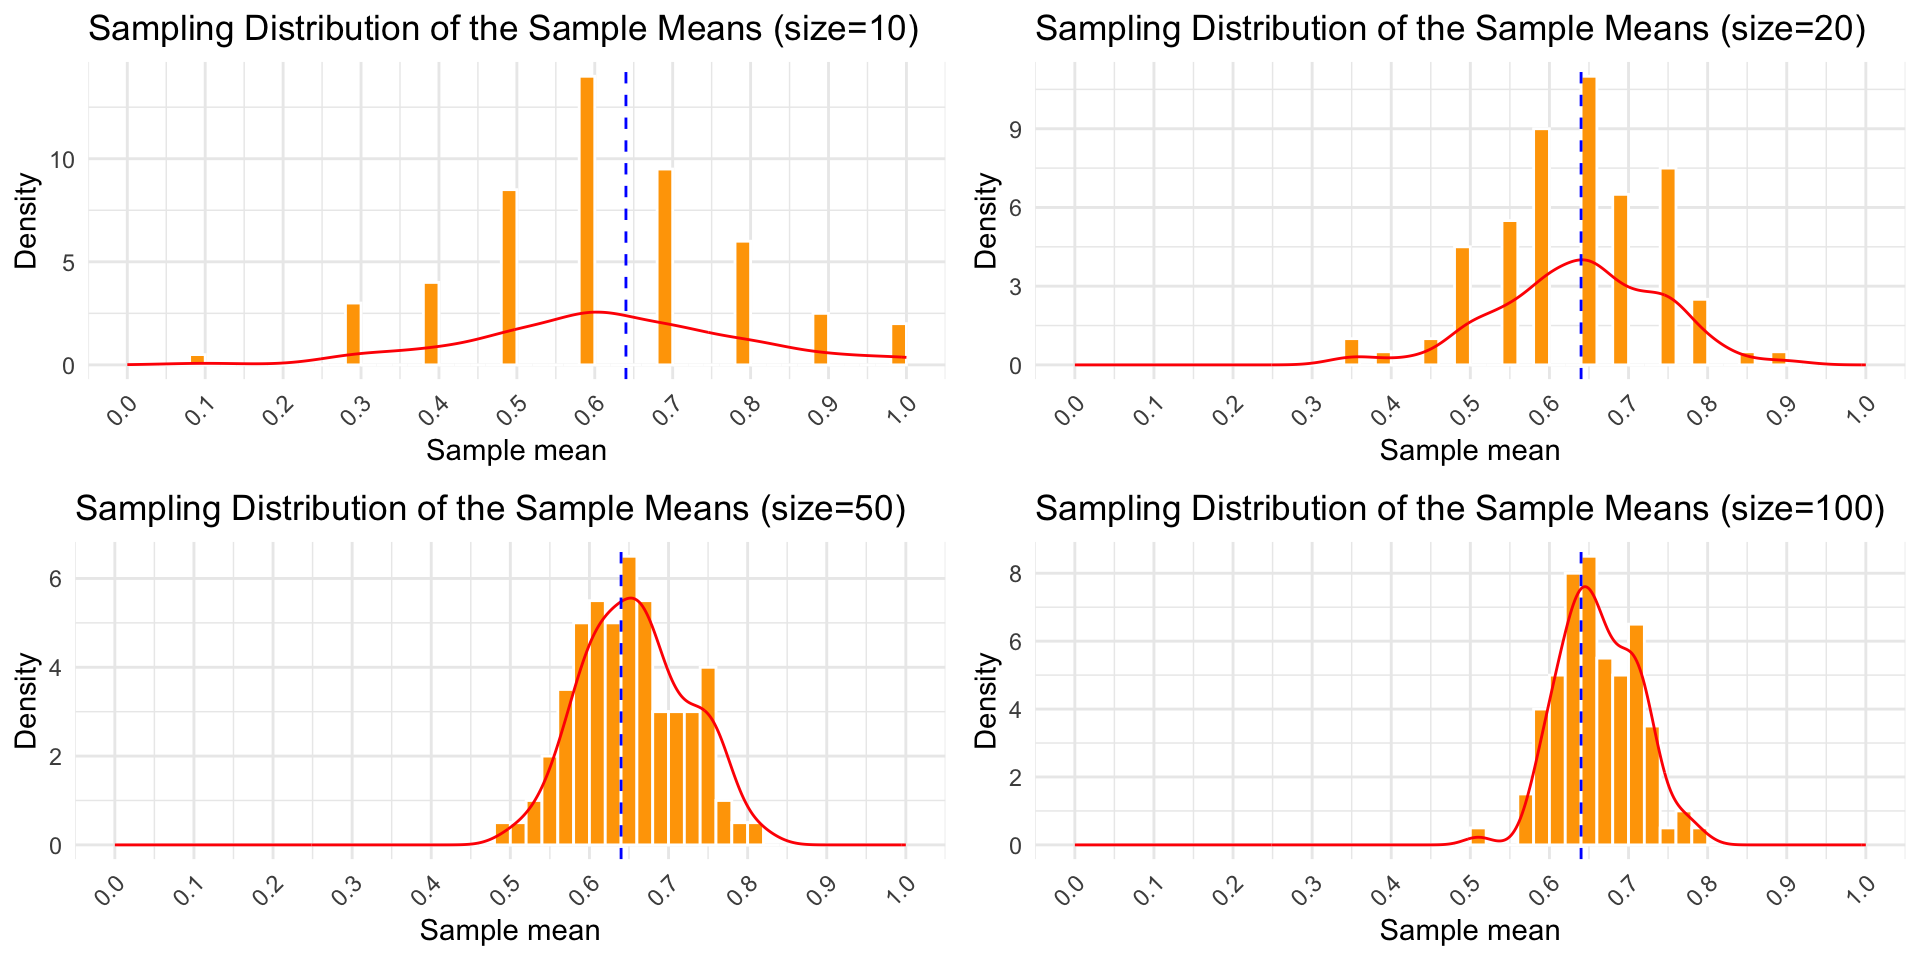 Sampling Distribution of the Sample Means (size=10)
Density
10
5
0
0.0 0.1 0.2 0.3 0.4 0.5 0.6 0.7 0.8 0.9 1.0
Sample mean
Sampling Distribution of the Sample Means (size=20)
Density
9
6
3
0
0.0 0.1 0.2 0.3 0.4 0.5 0.6 0.7 0.8 0.9 1.0
Sample mean
Sampling Distribution of the Sample Means (size=50)
Density
6
4
2
0
0.0 0.1 0.2 0.3 0.4 0.5 0.6 0.7 0.8 0.9 1.0
Sample mean
Sampling Distribution of the Sample Means (size=100)
Density
8
6
4
2
0
0.0 0.1 0.2 0.3 0.4 0.5 0.6 0.7 0.8 0.9 1.0
Sample mean